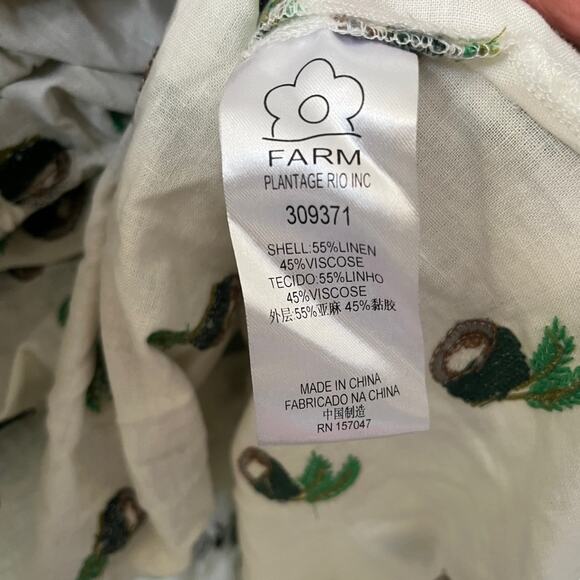 FARM
PLANTAGE RIO INC
309371
SHELL:55%LINEN
45%VISCOSE
TECIDO:55%LINHO
45%VISCOSE
外层:55%亚麻 45%黏胶
MADE IN CHINA
FABRICADO NA CHINA
中国制造
RN 157047